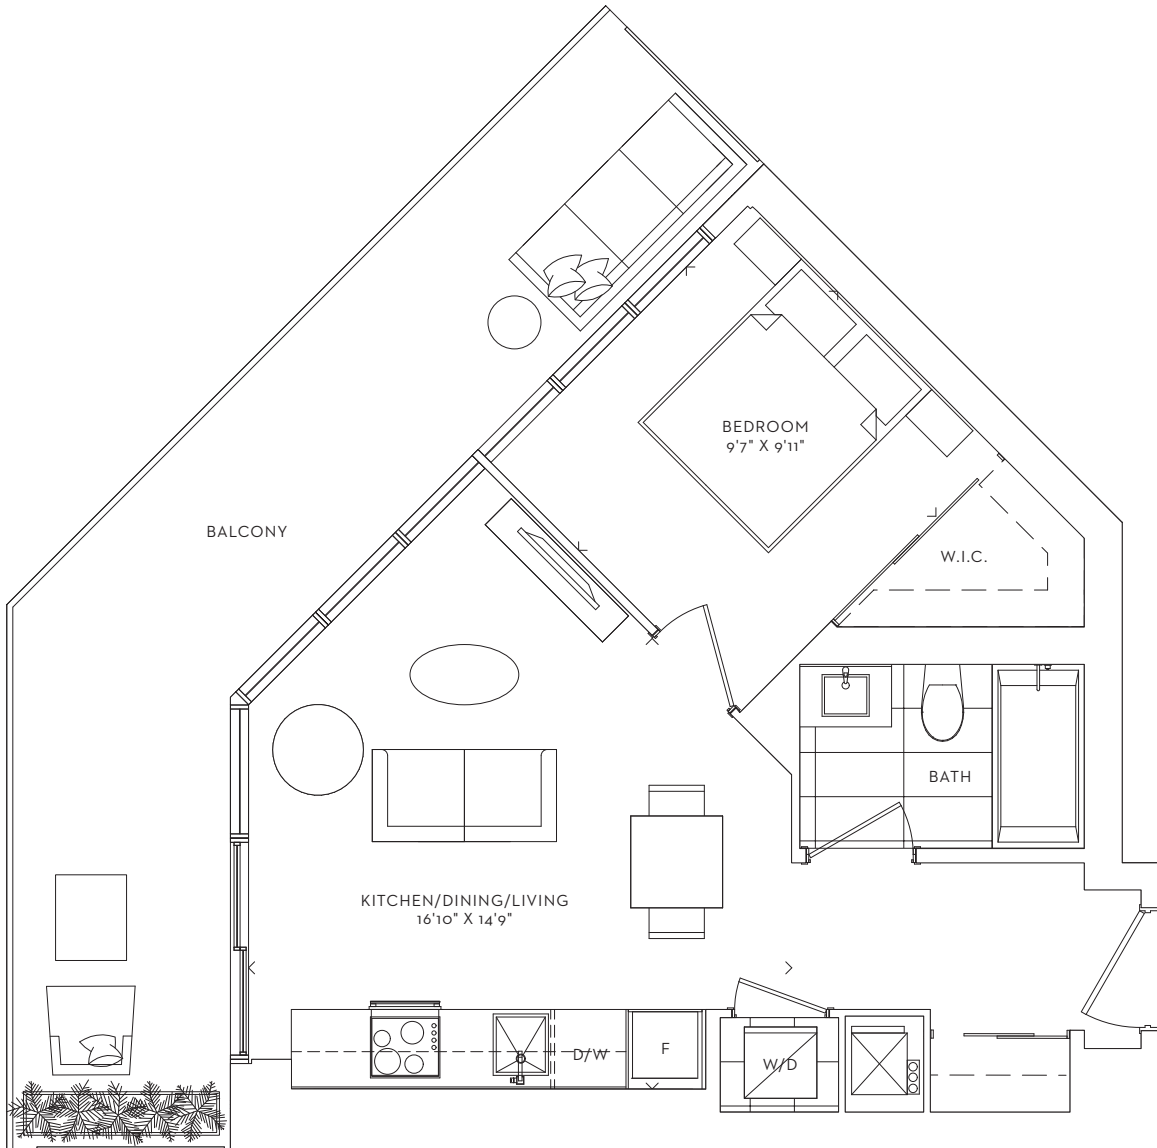 BEDROOM
9'7" X 9'11"
BALCONY
W.I.C.
BATH
KITCHEN/DINING/LIVING
16'10" X 14'9"
D/W
F
W/D